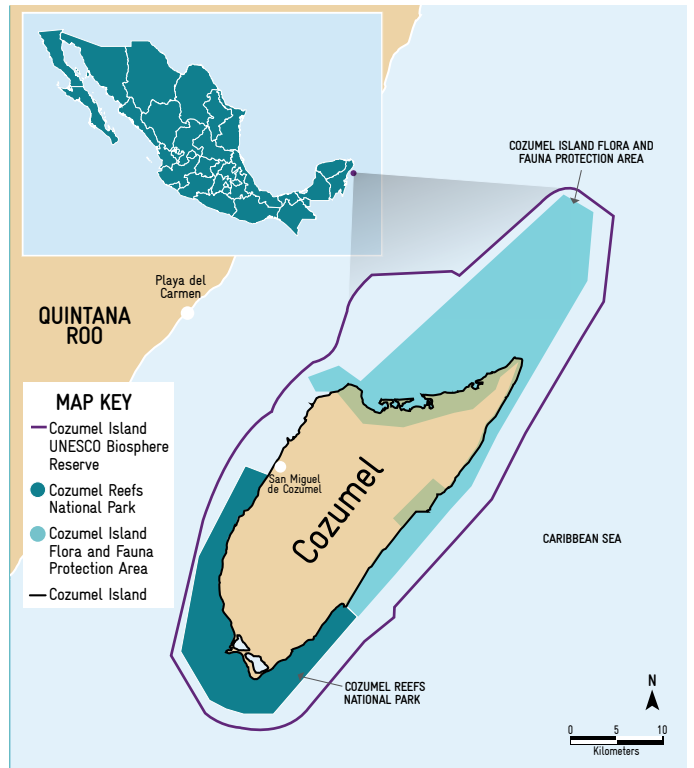 COZUMEL ISLAND FLORA AND
FAUNA PROTECTION AREA
Playa del
Carmen
QUINTANA
ROO
MAP KEY
Cozumel Island
UNESCO Biosphere
Reserve
Cozumel Reefs
National Park
Cozumel Island
Flora and Fauna
Protection Area
Cozumel Island
San Miguel
de Cozumel
Cozumel
CARIBBEAN SEA
COZUMEL REEFS
NATIONAL PARK
N
0 5 10
Kilometers